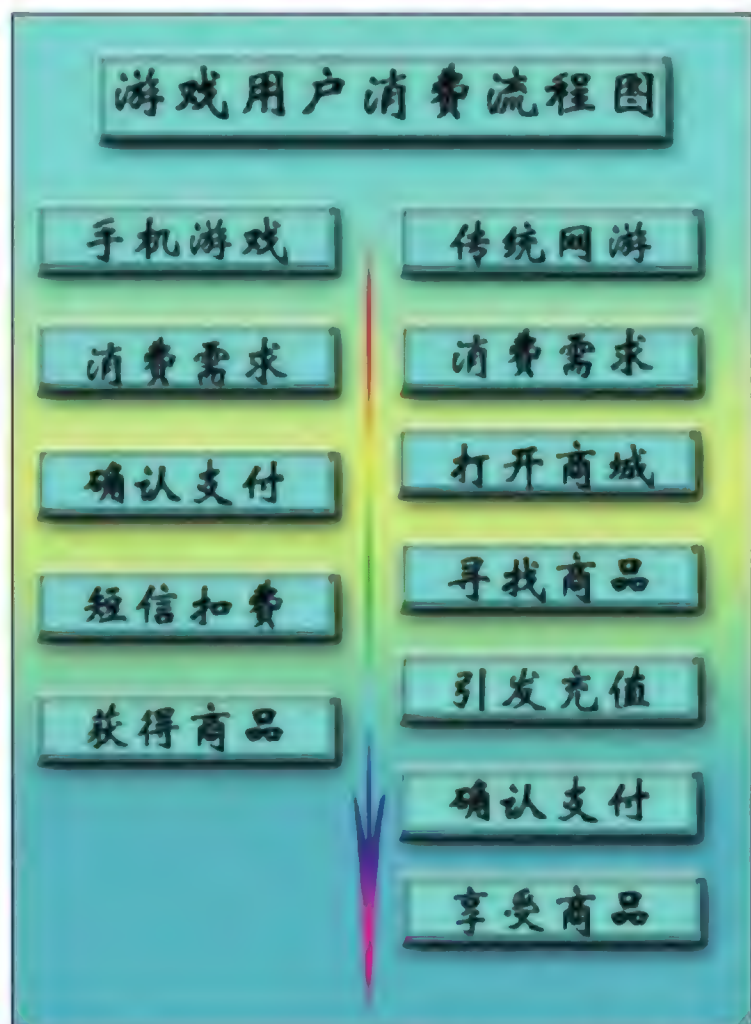 游戏用户消费流程图
手机游戏
消费需求
确认支付
短信扣费
获得商品
传统网游
消费需求
打开商城
寻找商品
引发充值
确认支付
享受商品